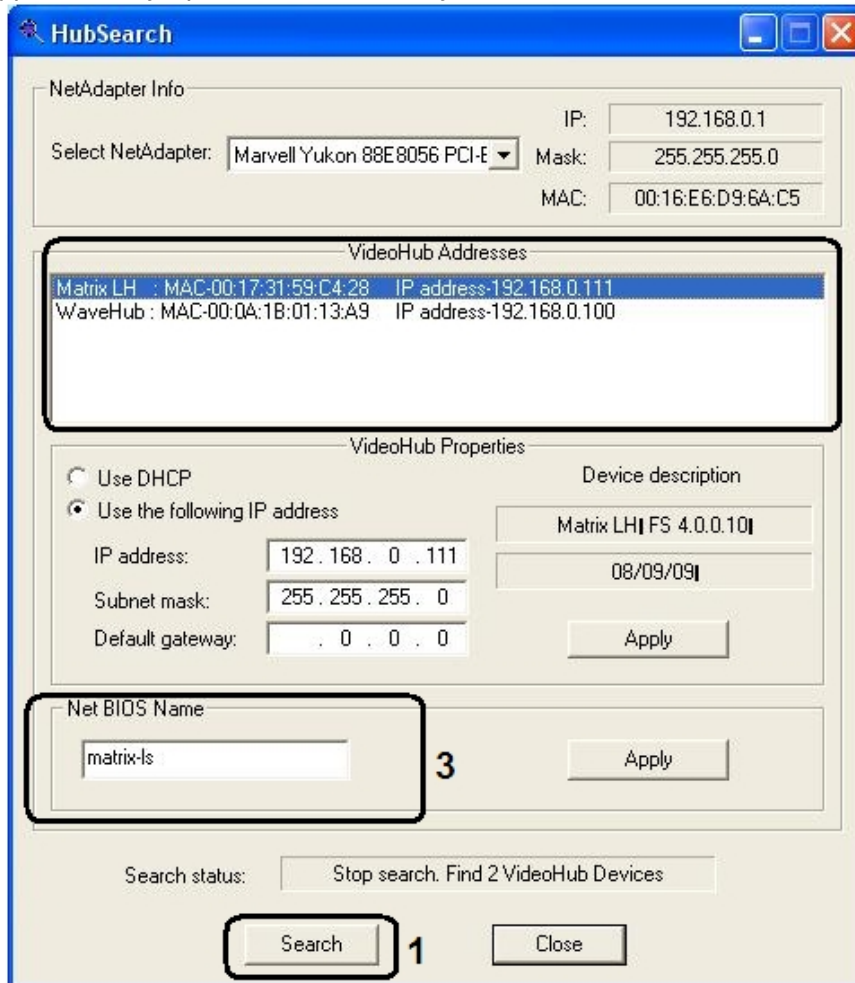 HubSearch
NetAdapter Info
Select NetAdapter: Marvell Yukon 88E8056 PCI-E
IP: 192.168.0.1
Mask: 255.255.255.0
MAC: 00:16:E6:D9:6A:C5
VideoHub Addresses
Matrix LH : MAC-00:17:31:59:C4:28 IP address-192.168.0.111
WaveHub : MAC-00:0A:1B:01:13:A9 IP address-192.168.0.100
VideoHub Properties
Use DHCP
Use the following IP address
IP address: 192 . 168 . 0 . 111
Subnet mask: 255 . 255 . 255 . 0
Default gateway: . 0 . 0 . 0
Device description
Matrix LH FS 4.0.0.10
08/09/09
Apply
Net BIOS Name
matrix-ls
3
Apply
Search status: Stop search. Find 2 VideoHub Devices
Search
1
Close